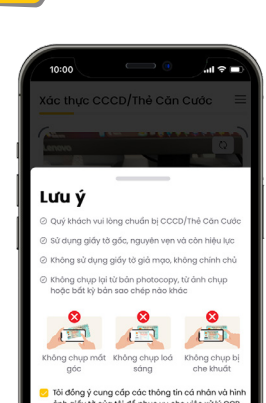 10:00
Xác thực CCCD/Thẻ Căn Cước
Lenovo
Lưu ý
Quý khách vui lòng chuẩn bị CCCD/Thẻ Căn Cước
Sử dụng giấy tờ gốc, nguyên vẹn và còn hiệu lực
Không sử dụng giấy tờ giả mạo, không chính chủ
Không chụp lại từ bản photocopy, từ ảnh chụp
hoặc bất kỳ bản sao chép nào khác
Không chụp mất
góc
Không chụp loá
sáng
Không chụp bị
che khuất
Tôi đồng ý cung cấp các thông tin cá nhân và hình